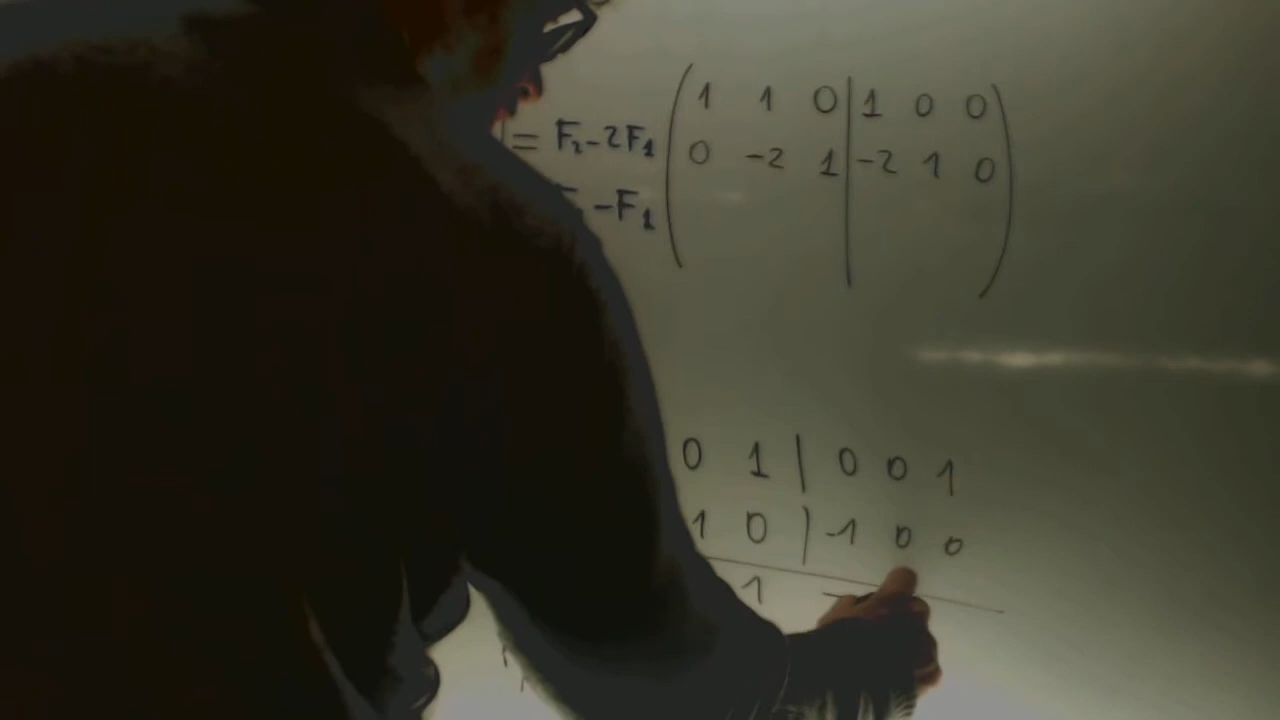 1 1 0 | 1 0 0
= F₂-2F₁ 0 -2 1 | -2 1 0
-F₁
0 1 | 0 0 1
1 0 | -1 0 0
1 -